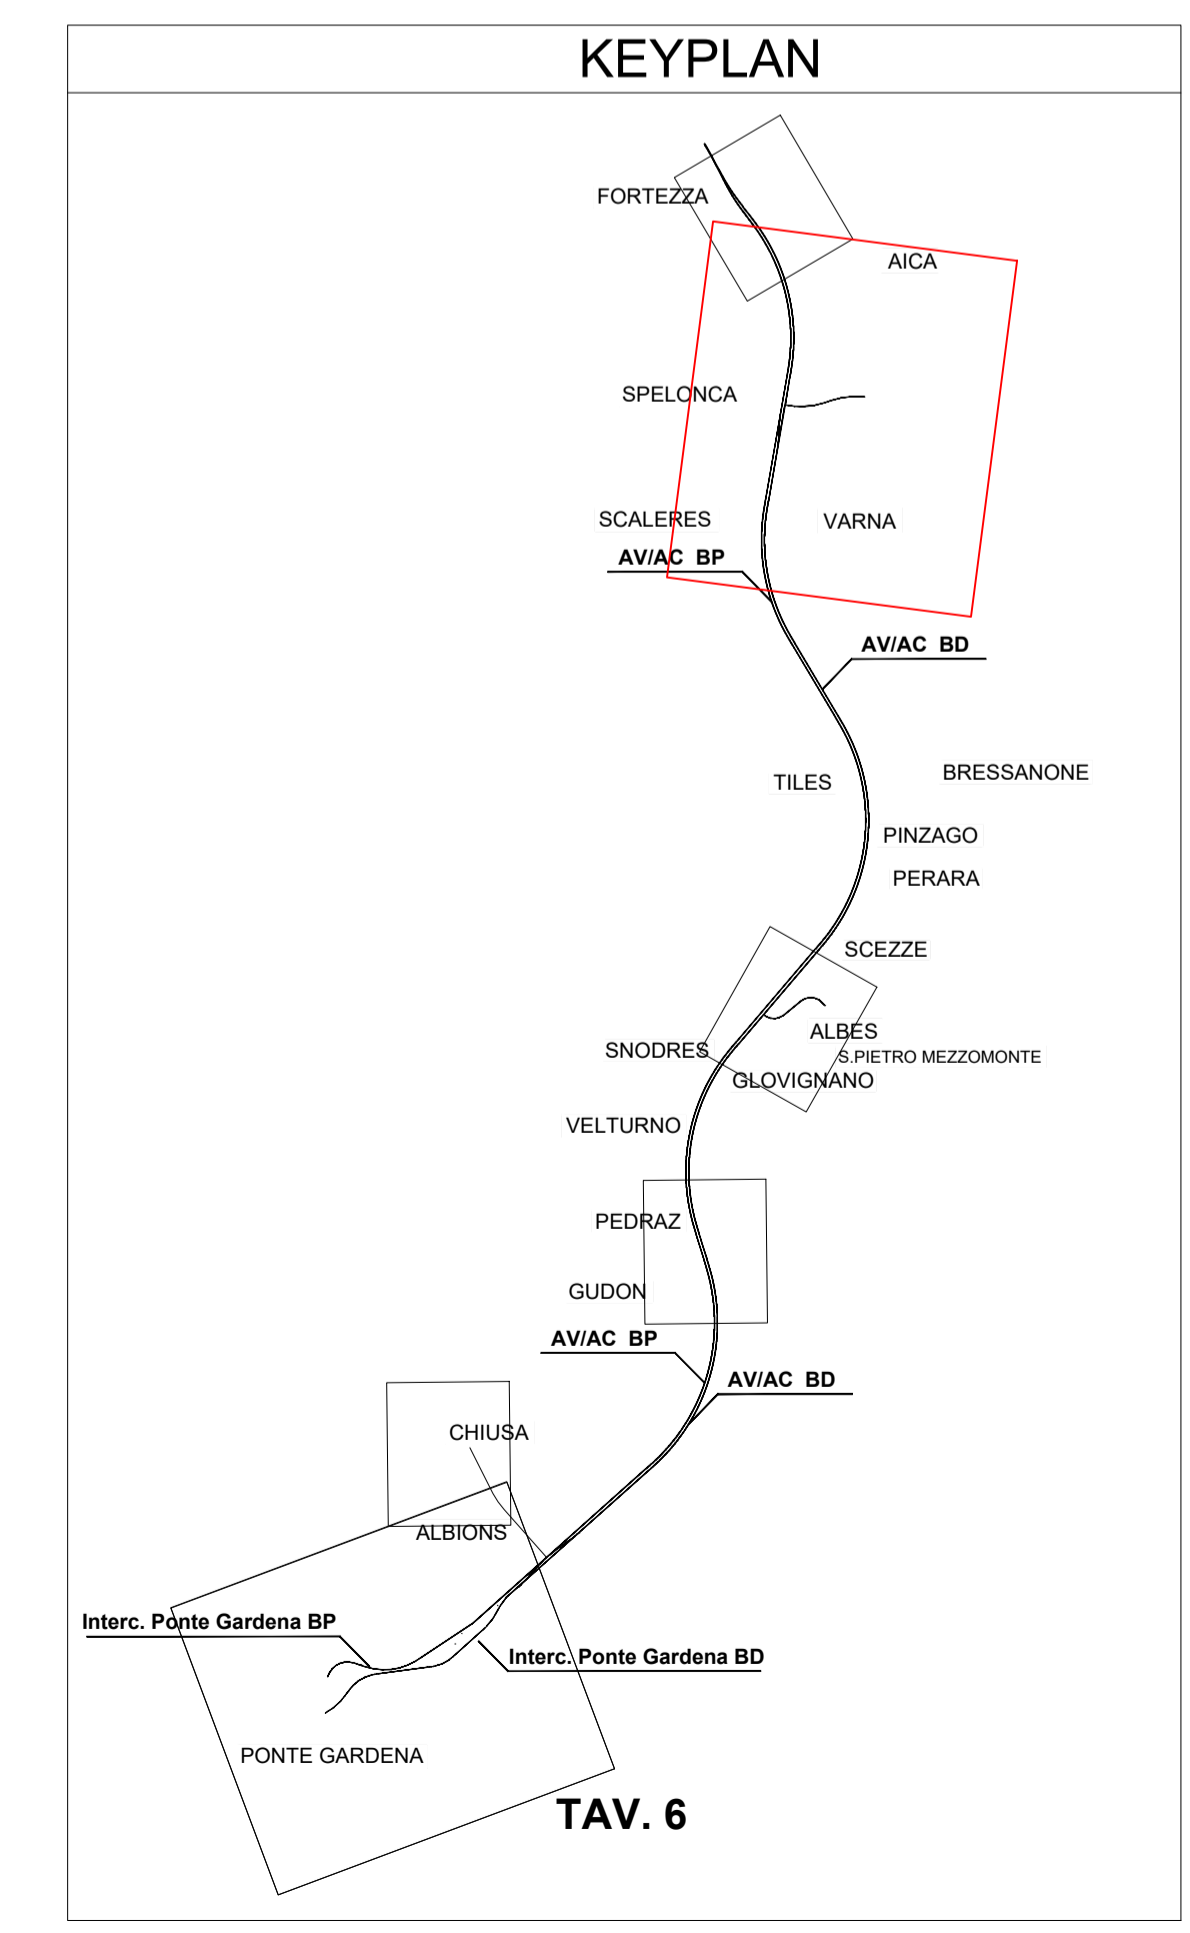 KEYPLAN
FORTEZZA
AICA
SPELONCA
SCALERES
VARNA
AV/AC BP
AV/AC BD
BRESSANONE
TILES
PINZAGO
PERARA
SCEZZE
ALBES
SNODRES
S.PIETRO MEZZOMONTE
GLOVIGNANO
VELTURNO
PEDRAZ
GUDON
AV/AC BP
AV/AC BD
CHIUSA
ALBIONS
Interc. Ponte Gardena BP
Interc. Ponte Gardena BD
PONTE GARDENA
TAV. 6